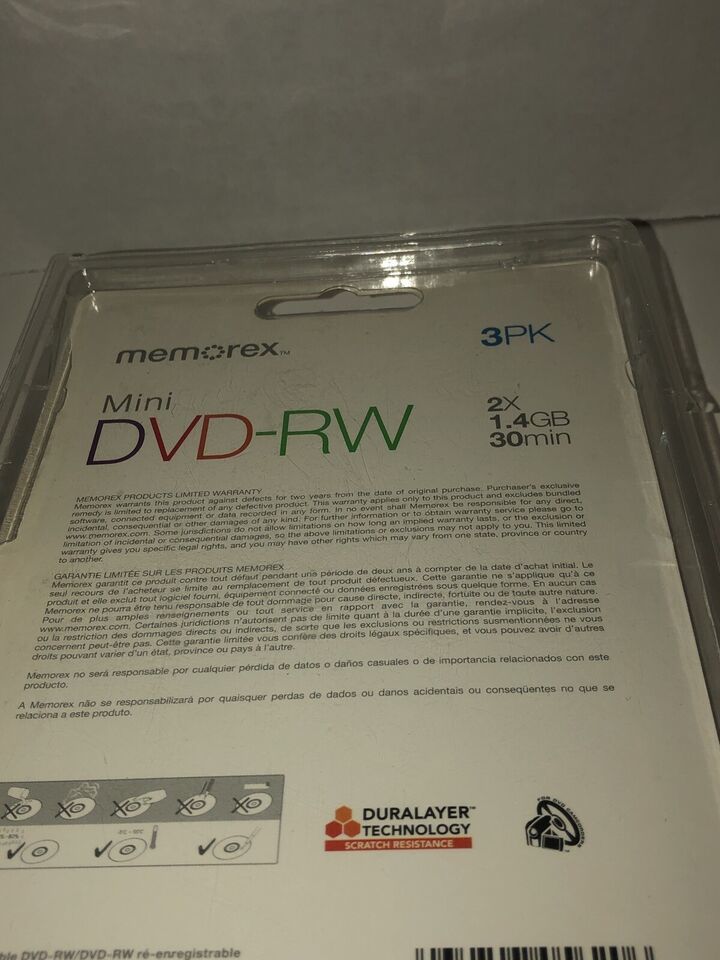 memorex™
3PK
Mini
DVD-RW
2X
1.4GB
30min
MEMOREX PRODUCTS LIMITED WARRANTY
Memorex warrants this product against defects for two years from the date of original purchase. Purchaser's exclusive
remedy is limited to replacement of any defective product. This warranty applies only to this product and excludes bundled
software, connected equipment or data recorded in any form. In no event shall Memorex be responsible for any direct,
incidental, consequential or other damages of any kind. For further information or to obtain warranty service please go to
www.memorex.com. Some jurisdictions do not allow limitations on how long an implied warranty lasts, or the exclusion or
limitation of incidental or consequential damages, so the above limitations or exclusions may not apply to you. This limited
warranty gives you specific legal rights, and you may have other rights which may vary from one state, province or country
to another.
GARANTIE LIMITÉE SUR LES PRODUITS MEMOREX
Memorex garantit ce produit contre tout défaut pendant une période de deux ans à compter de la date d'achat initial. Le
seul recours de l'acheteur se limite au remplacement de tout produit défectueux. Cette garantie ne s'applique qu'à ce
produit et elle exclut tout logiciel fourni, équipement connecté ou données enregistrées sous quelque forme. En aucun cas
Memorex ne pourra être tenu responsable de tout dommage pour cause directe, indirecte, fortuite ou de toute autre nature.
Pour de plus amples renseignements ou tout service en rapport avec la garantie, rendez-vous à l'adresse
www.memorex.com. Certaines juridictions n'autorisent pas de limite quant à la durée d'une garantie implicite, l'exclusion
ou la restriction des dommages directs ou indirects, de sorte que les exclusions ou restrictions susmentionnées ne vous
concernent peut-être pas. Cette garantie limitée vous confère des droits légaux spécifiques, et vous pouvez avoir d'autres
droits pouvant varier d'un état, province ou pays à l'autre.
Memorex no será responsable por cualquier pérdida de datos o daños casuales o de importancia relacionados con este
producto.
A Memorex não se responsabilizará por quaisquer perdas de dados ou danos acidentais ou conseqüentes no que se
relaciona a este produto.
DURALAYER™
TECHNOLOGY
SCRATCH RESISTANCE
FOR DVD CAMCORDERS
DVD-RW/DVD-RW ré-enregistrable